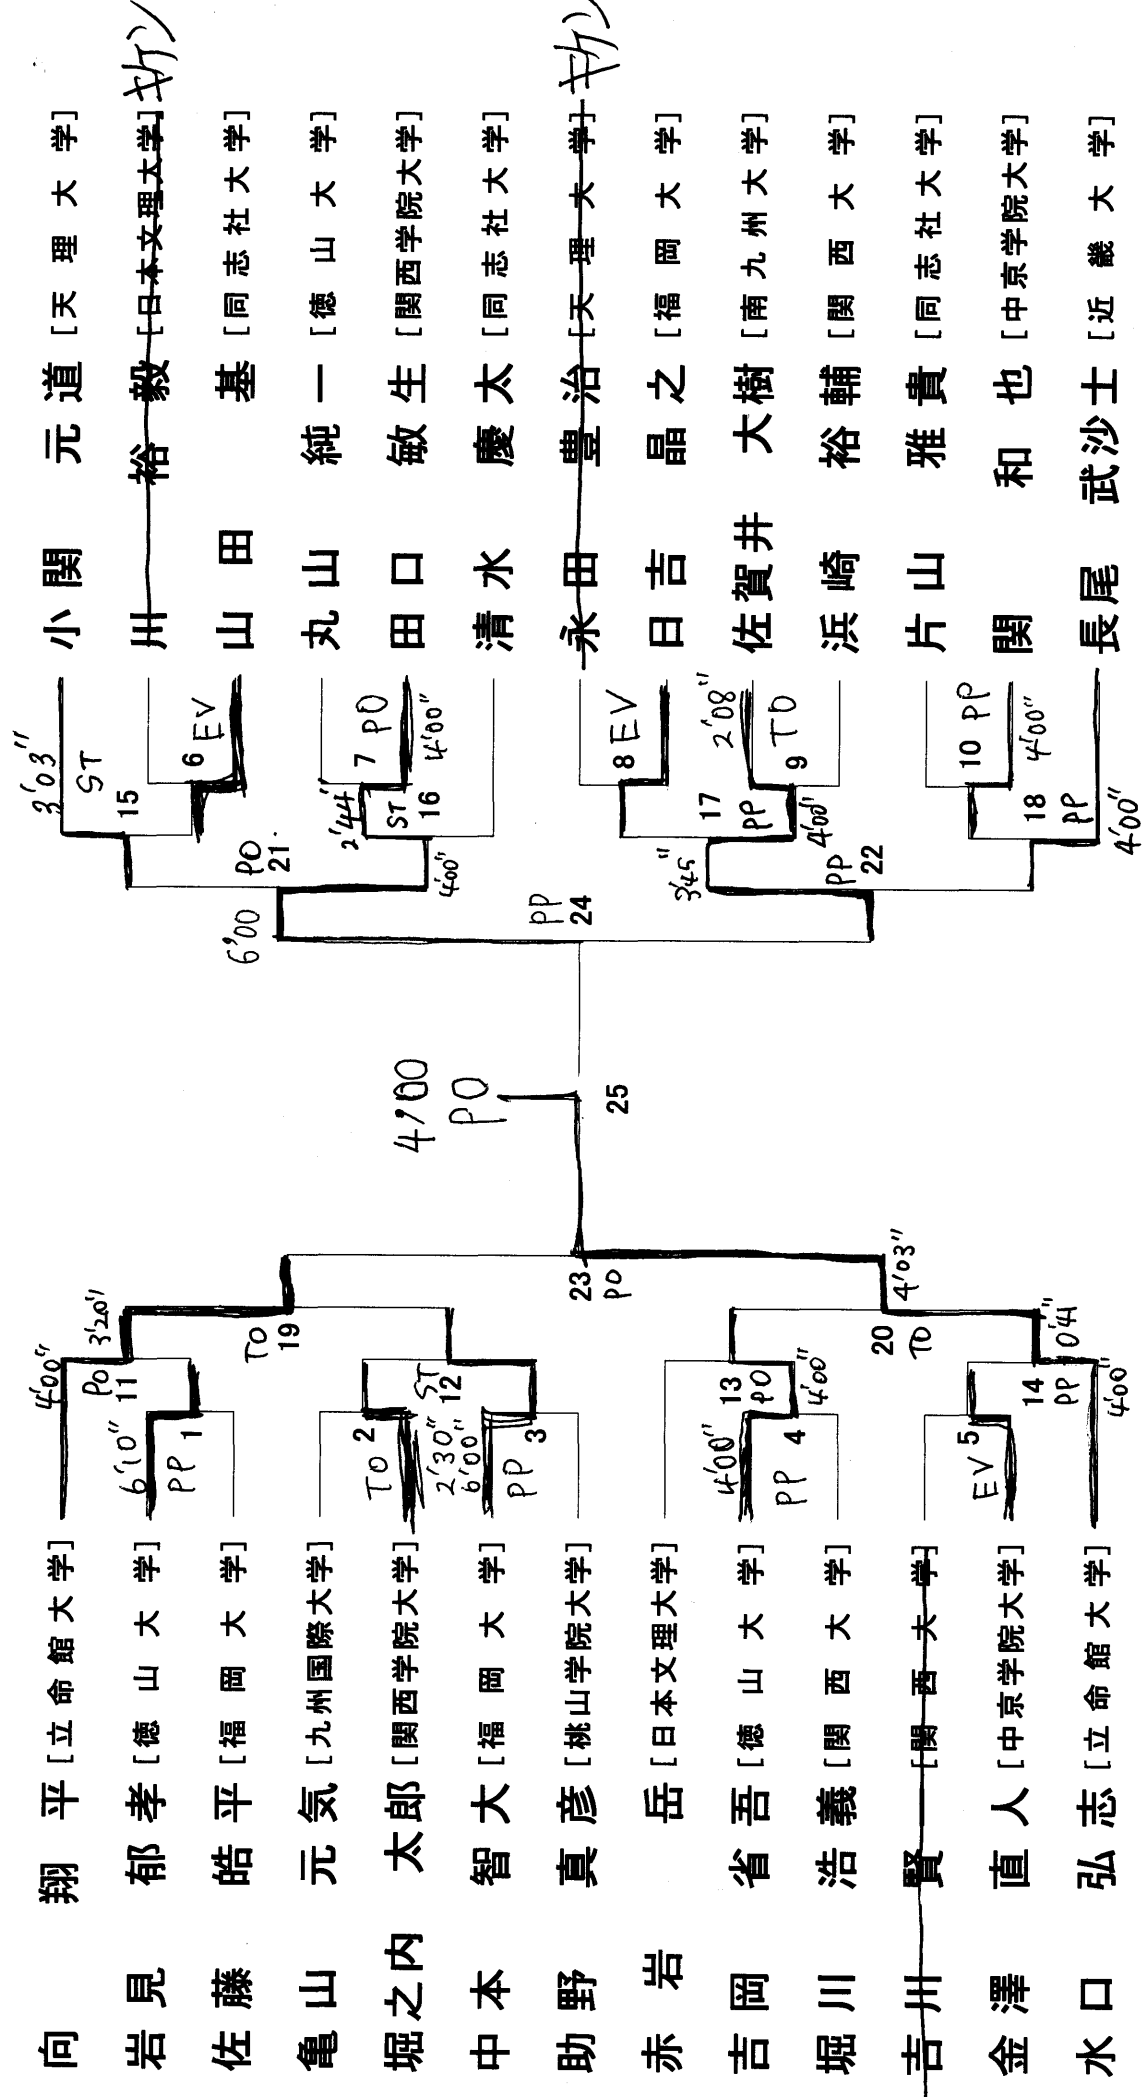 向 翔平 [立命館大学]
岩見 郁孝 [徳山大学]
佐藤 皓平 [福岡大学]
亀山 元気 [九州国際大学]
堀之内 太郎 [関西学院大学]
中本 智大 [福岡大学]
助野 真彦 [桃山学院大学]
赤岩 岳 [日本文理大学]
吉岡 省吾 [徳山大学]
堀川 浩義 [関西大学]
吉川 賢一 [関西大学]
金澤 直人 [中京学院大学]
水口 弘志 [立命館大学]
6'10" PP 1
TO 2
2'30"
6'00" PP 3
4'00" PP 4
EV 5
4'00" PO 11
ST 12
13 PO 4'00"
14 PP 4'00
3'20" TO 19
20 TO 0'41"
23 PO 4'03"
4'00 PO 25
6'00 PP 24
PO 21 4'00"
3'45" PP 22
3'03" ST 15
2'44" ST 16
17 PP 4'00"
18 PP 4'00"
6 EV
7 PO 4'00"
8 EV
2'08" 9 TO
10 PP 4'00"
小関 元道 [天理大学]
川 裕毅 [日本文理大学] キケン
山田 基 [同志社大学]
丸山 純一 [徳山大学]
田口 敏生 [関西学院大学]
清水 慶太 [同志社大学]
永田 豊治 [天理大学] キケン
日吉 晶之 [福岡大学]
佐賀井 大樹 [南九州大学]
浜崎 裕輔 [関西大学]
片山 雅貴 [同志社大学]
関 和也 [中京学院大学]
長尾 武沙士 [近畿大学]